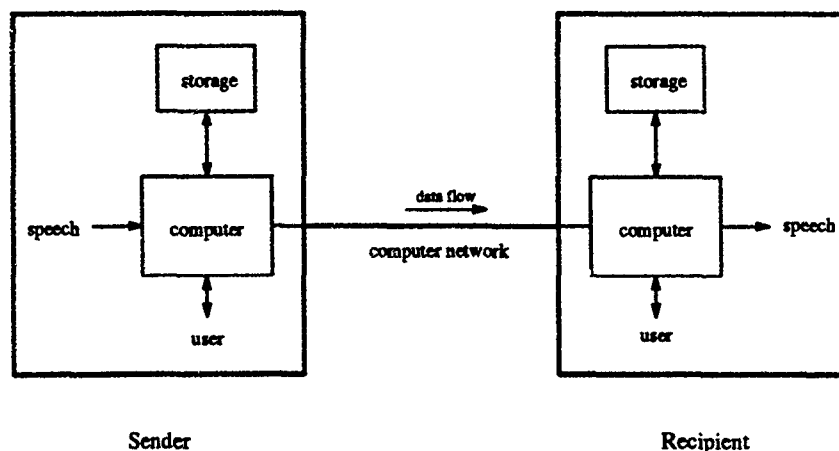 storage
storage
data flow
speech
computer
computer
speech
computer network
user
user
Sender
Recipient